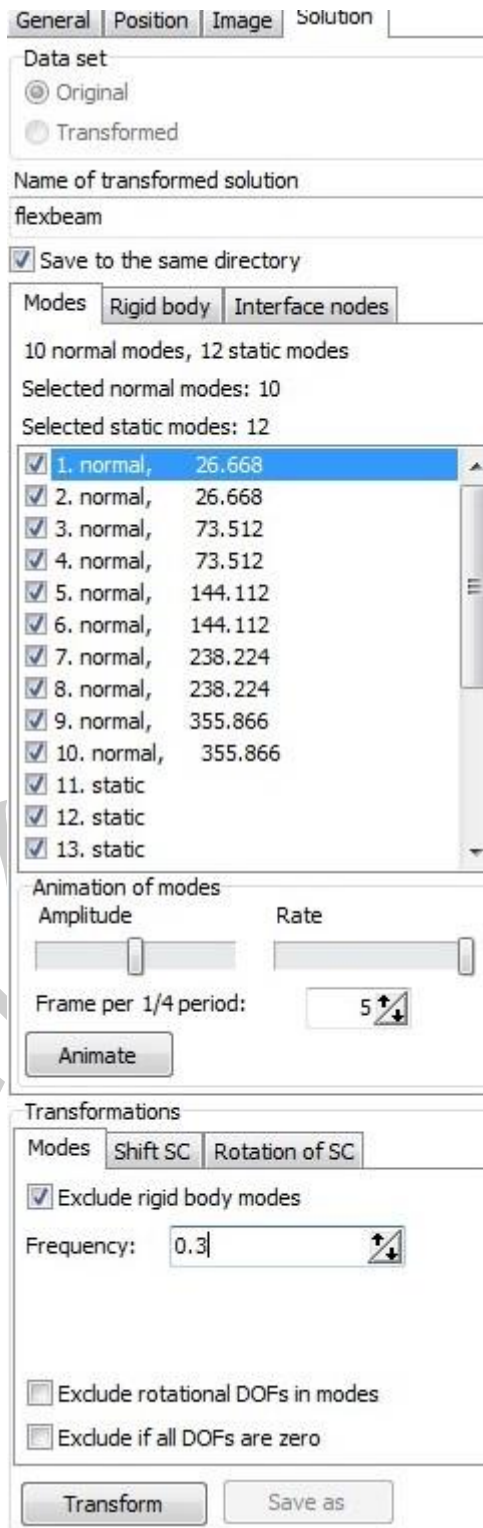 General Position Image Solution
Data set
Original
Transformed
Name of transformed solution
flexbeam
Save to the same directory
Modes Rigid body Interface nodes
10 normal modes, 12 static modes
Selected normal modes: 10
Selected static modes: 12
1. normal, 26.668
2. normal, 26.668
3. normal, 73.512
4. normal, 73.512
5. normal, 144.112
6. normal, 144.112
7. normal, 238.224
8. normal, 238.224
9. normal, 355.866
10. normal, 355.866
11. static
12. static
13. static
Animation of modes
Amplitude Rate
Frame per 1/4 period: 5
Animate
Transformations
Modes Shift SC Rotation of SC
Exclude rigid body modes
Frequency: 0.3
Exclude rotational DOFs in modes
Exclude if all DOFs are zero
Transform Save as